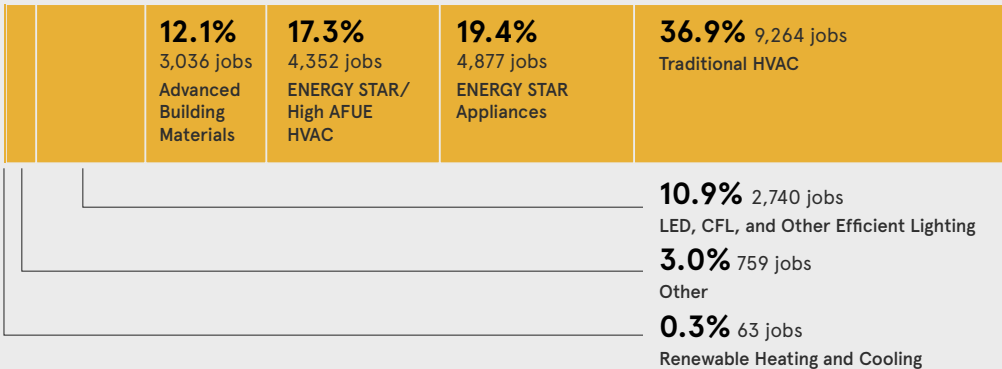 12.1%
3,036 jobs
Advanced
Building
Materials
17.3%
4,352 jobs
ENERGY STAR/
High AFUE
HVAC
19.4%
4,877 jobs
ENERGY STAR
Appliances
36.9% 9,264 jobs
Traditional HVAC
10.9% 2,740 jobs
LED, CFL, and Other Efficient Lighting
3.0% 759 jobs
Other
0.3% 63 jobs
Renewable Heating and Cooling